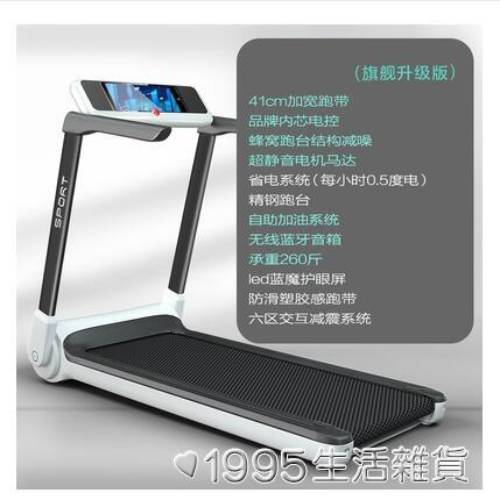 （旗舰升级版）
41cm加宽跑带
品牌内芯电控
蜂窝跑台结构减噪
超静音电机马达
省电系统（每小时0.5度电）
精钢跑台
自助加油系统
无线蓝牙音箱
承重260斤
led蓝魔护眼屏
防滑塑胶感跑带
六区交互减震系统
SPORT
♡1995生活雜貨